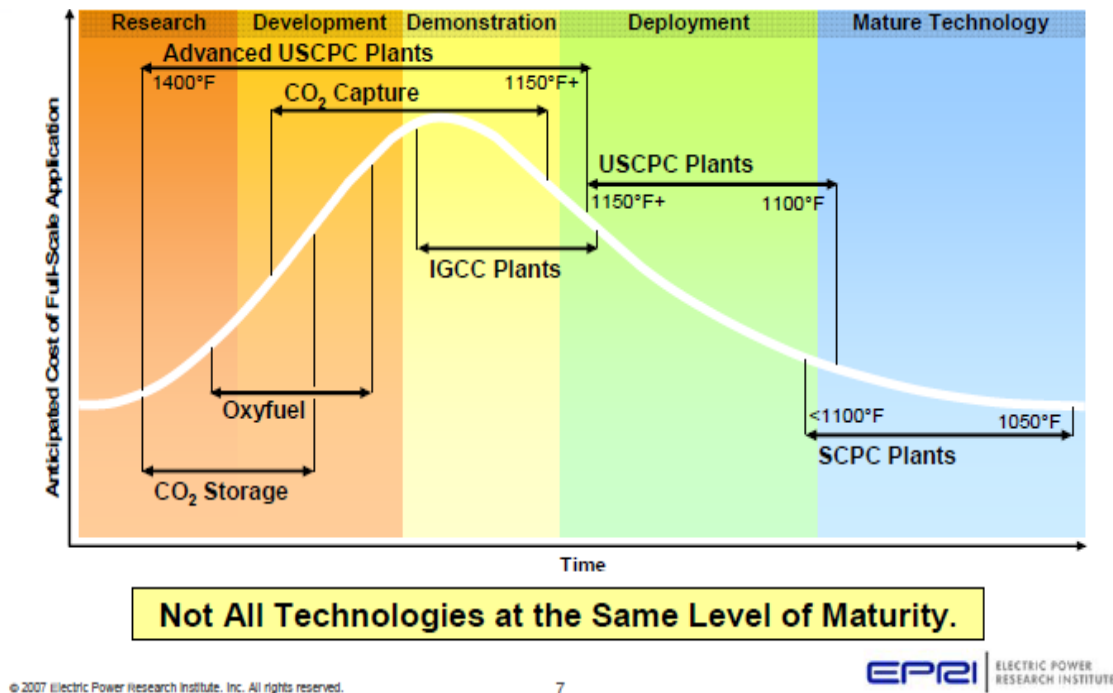 Research Development Demonstration Deployment Mature Technology
Advanced USCPC Plants
1400°F 1150°F+
CO₂ Capture
USCPC Plants
1150°F+ 1100°F
IGCC Plants
Oxyfuel
<1100°F 1050°F
SCPC Plants
CO₂ Storage
Anticipated Cost of Full-Scale Application
Time
Not All Technologies at the Same Level of Maturity.
© 2007 Electric Power Research Institute, Inc. All rights reserved.
7
EPRI
ELECTRIC POWER
RESEARCH INSTITUTE